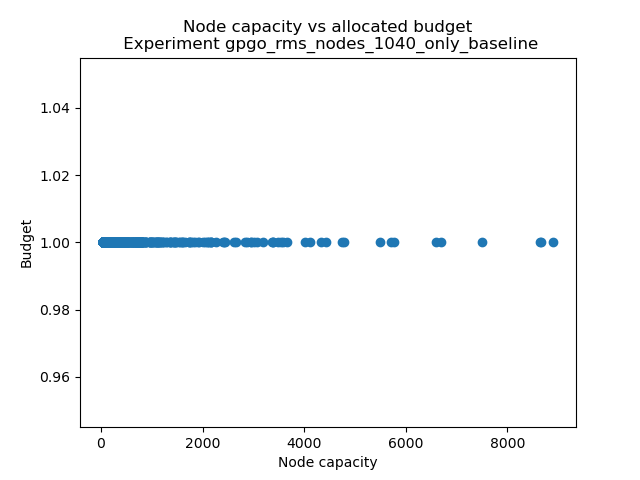 Node capacity vs allocated budget
Experiment gpgo_rms_nodes_1040_only_baseline
1.04
1.02
1.00
0.98
0.96
Budget
0 2000 4000 6000 8000
Node capacity